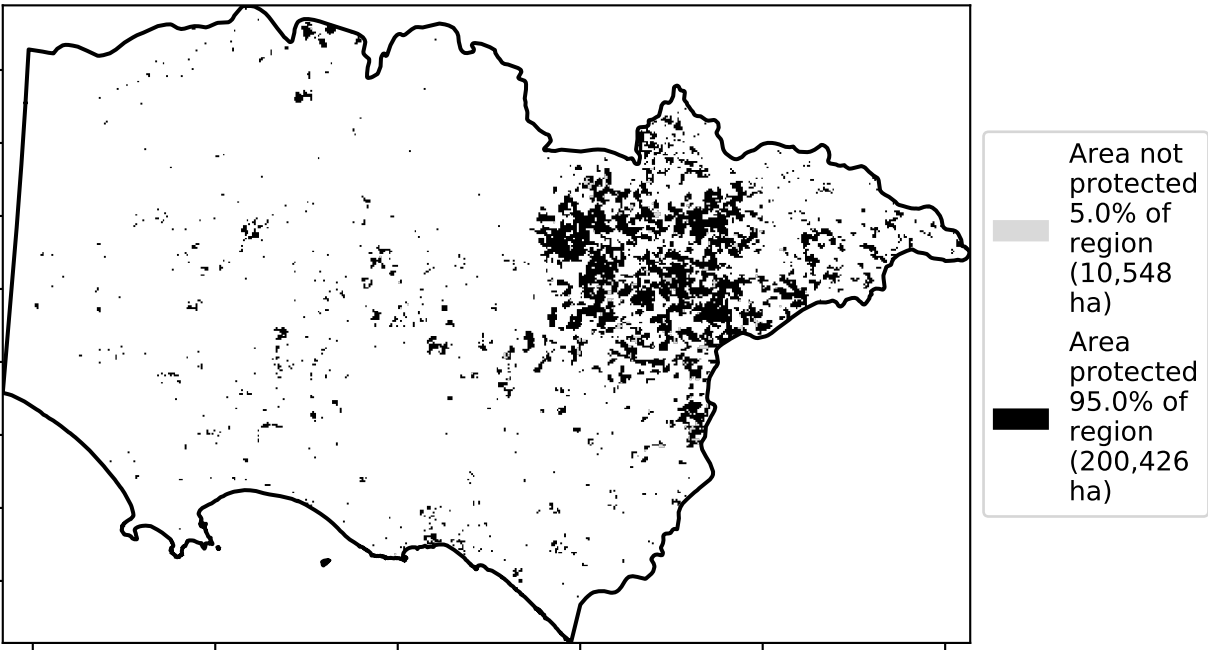 Area not
protected
5.0% of
region
(10,548
ha)
Area
protected
95.0% of
region
(200,426
ha)